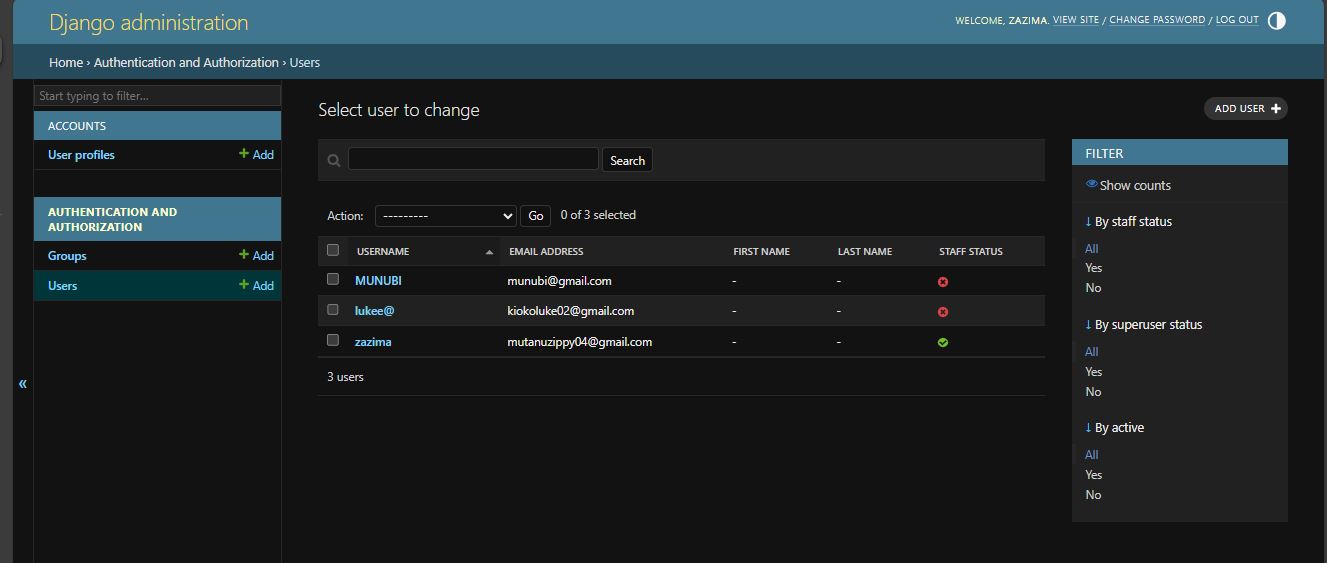 Django administration
WELCOME, ZAZIMA. VIEW SITE / CHANGE PASSWORD / LOG OUT
Home › Authentication and Authorization › Users
Start typing to filter...
ACCOUNTS
User profiles + Add
AUTHENTICATION AND
AUTHORIZATION
Groups + Add
Users + Add
«
Select user to change
ADD USER +
Search
Action: --------- Go 0 of 3 selected
USERNAME EMAIL ADDRESS FIRST NAME LAST NAME STAFF STATUS
MUNUBI munubi@gmail.com - -
lukee@ kiokoluke02@gmail.com - -
zazima mutanuzippy04@gmail.com - -
3 users
FILTER
Show counts
↓ By staff status
All
Yes
No
↓ By superuser status
All
Yes
No
↓ By active
All
Yes
No